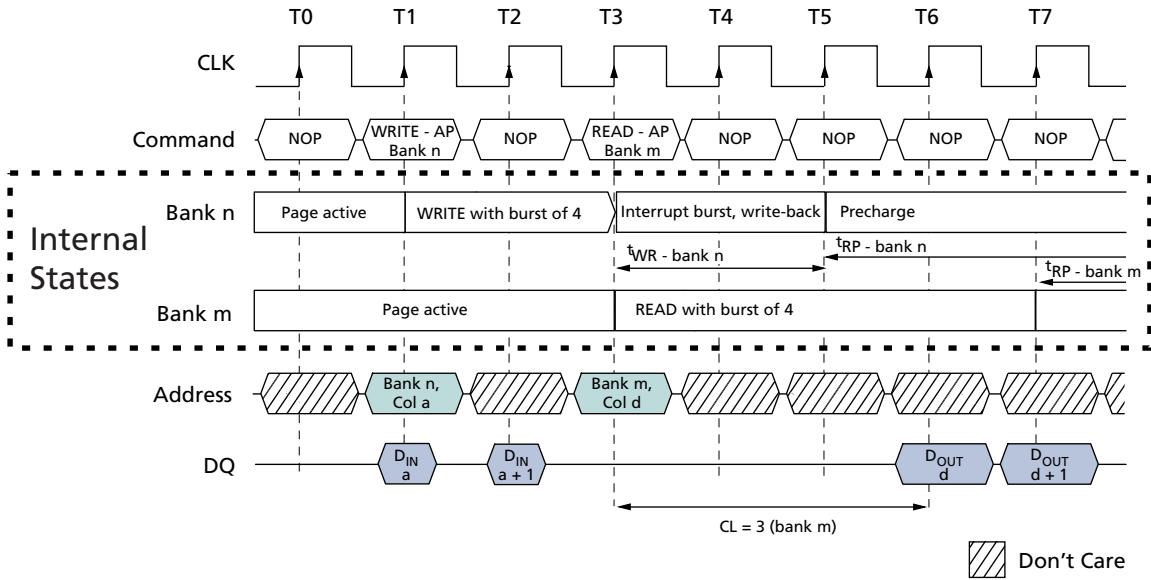 T0 T1 T2 T3 T4 T5 T6 T7
CLK
Command NOP WRITE - AP Bank n NOP READ - AP Bank m NOP NOP NOP NOP
Internal States
Bank n Page active WRITE with burst of 4 Interrupt burst, write-back Precharge
tWR - bank n tRP - bank n
tRP - bank m
Bank m Page active READ with burst of 4
Address Bank n, Col a Bank m, Col d
DQ DIN a DIN a + 1 DOUT d DOUT d + 1
CL = 3 (bank m)
Don't Care